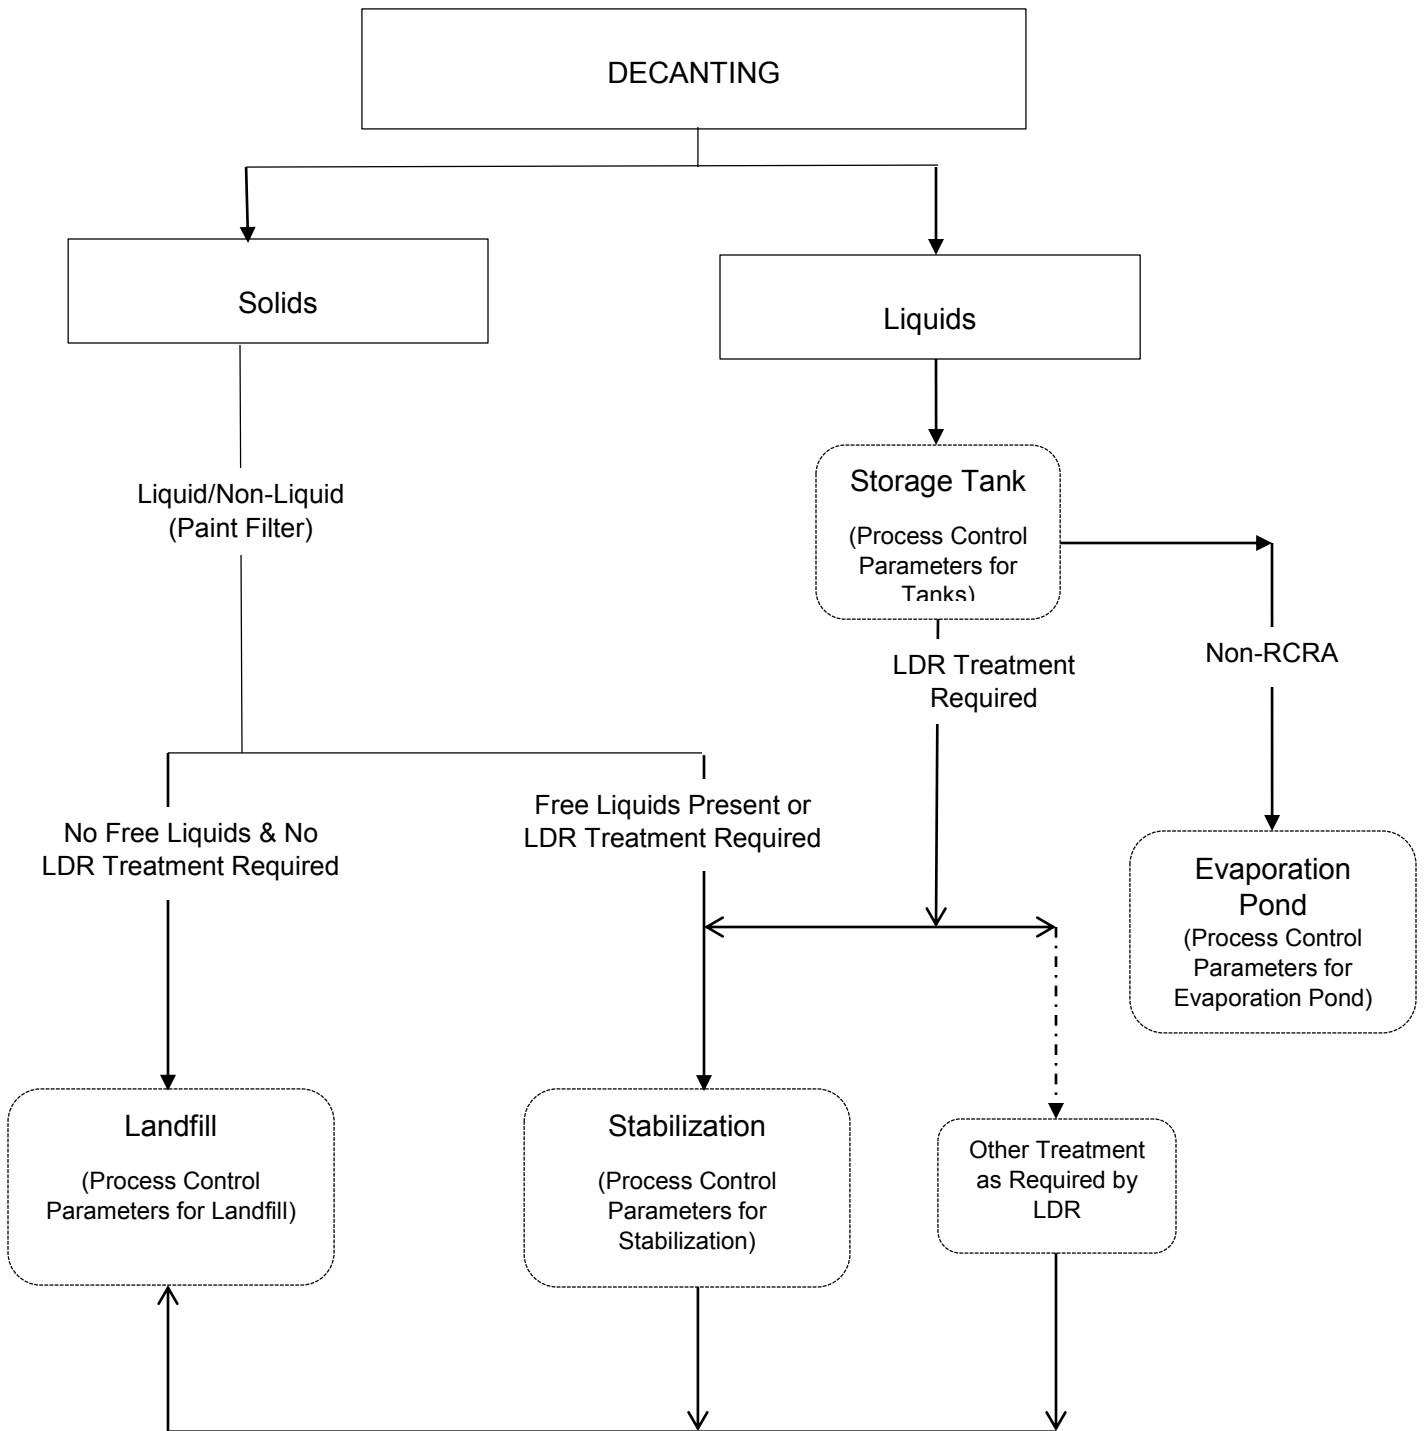 DECANTING
Solids
Liquids
Liquid/Non-Liquid
(Paint Filter)
Storage Tank
(Process Control
Parameters for
Tanks)
LDR Treatment
Required
Non-RCRA
No Free Liquids & No
LDR Treatment Required
Free Liquids Present or
LDR Treatment Required
Evaporation
Pond
(Process Control
Parameters for
Evaporation Pond)
Landfill
(Process Control
Parameters for Landfill)
Stabilization
(Process Control
Parameters for
Stabilization)
Other Treatment
as Required by
LDR